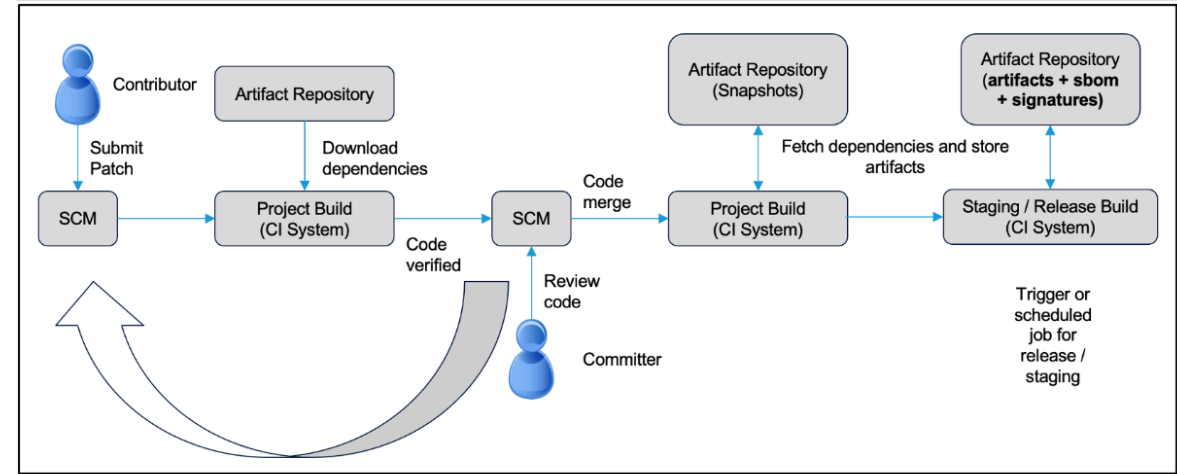 Contributor
Artifact Repository
Submit
Patch
Download
dependencies
SCM
Project Build
(CI System)
Code
verified
SCM
Review
code
Committer
Code
merge
Artifact Repository
(Snapshots)
Fetch dependencies and store
artifacts
Project Build
(CI System)
Artifact Repository
(artifacts + sbom
+ signatures)
Staging / Release Build
(CI System)
Trigger or
scheduled
job for
release /
staging